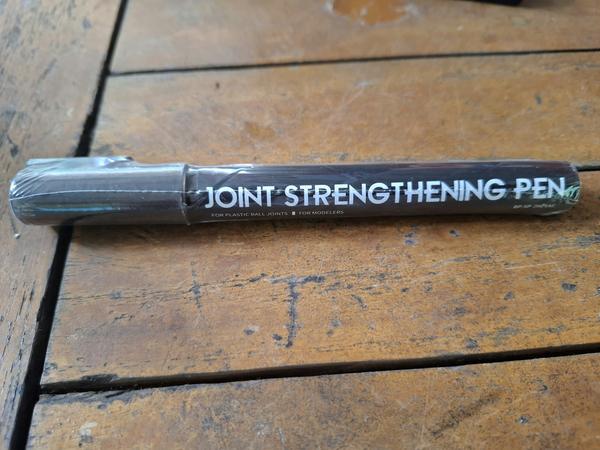 JOINT STRENGTHENING PEN
FOR PLASTIC BALL JOINTS FOR MODELERS